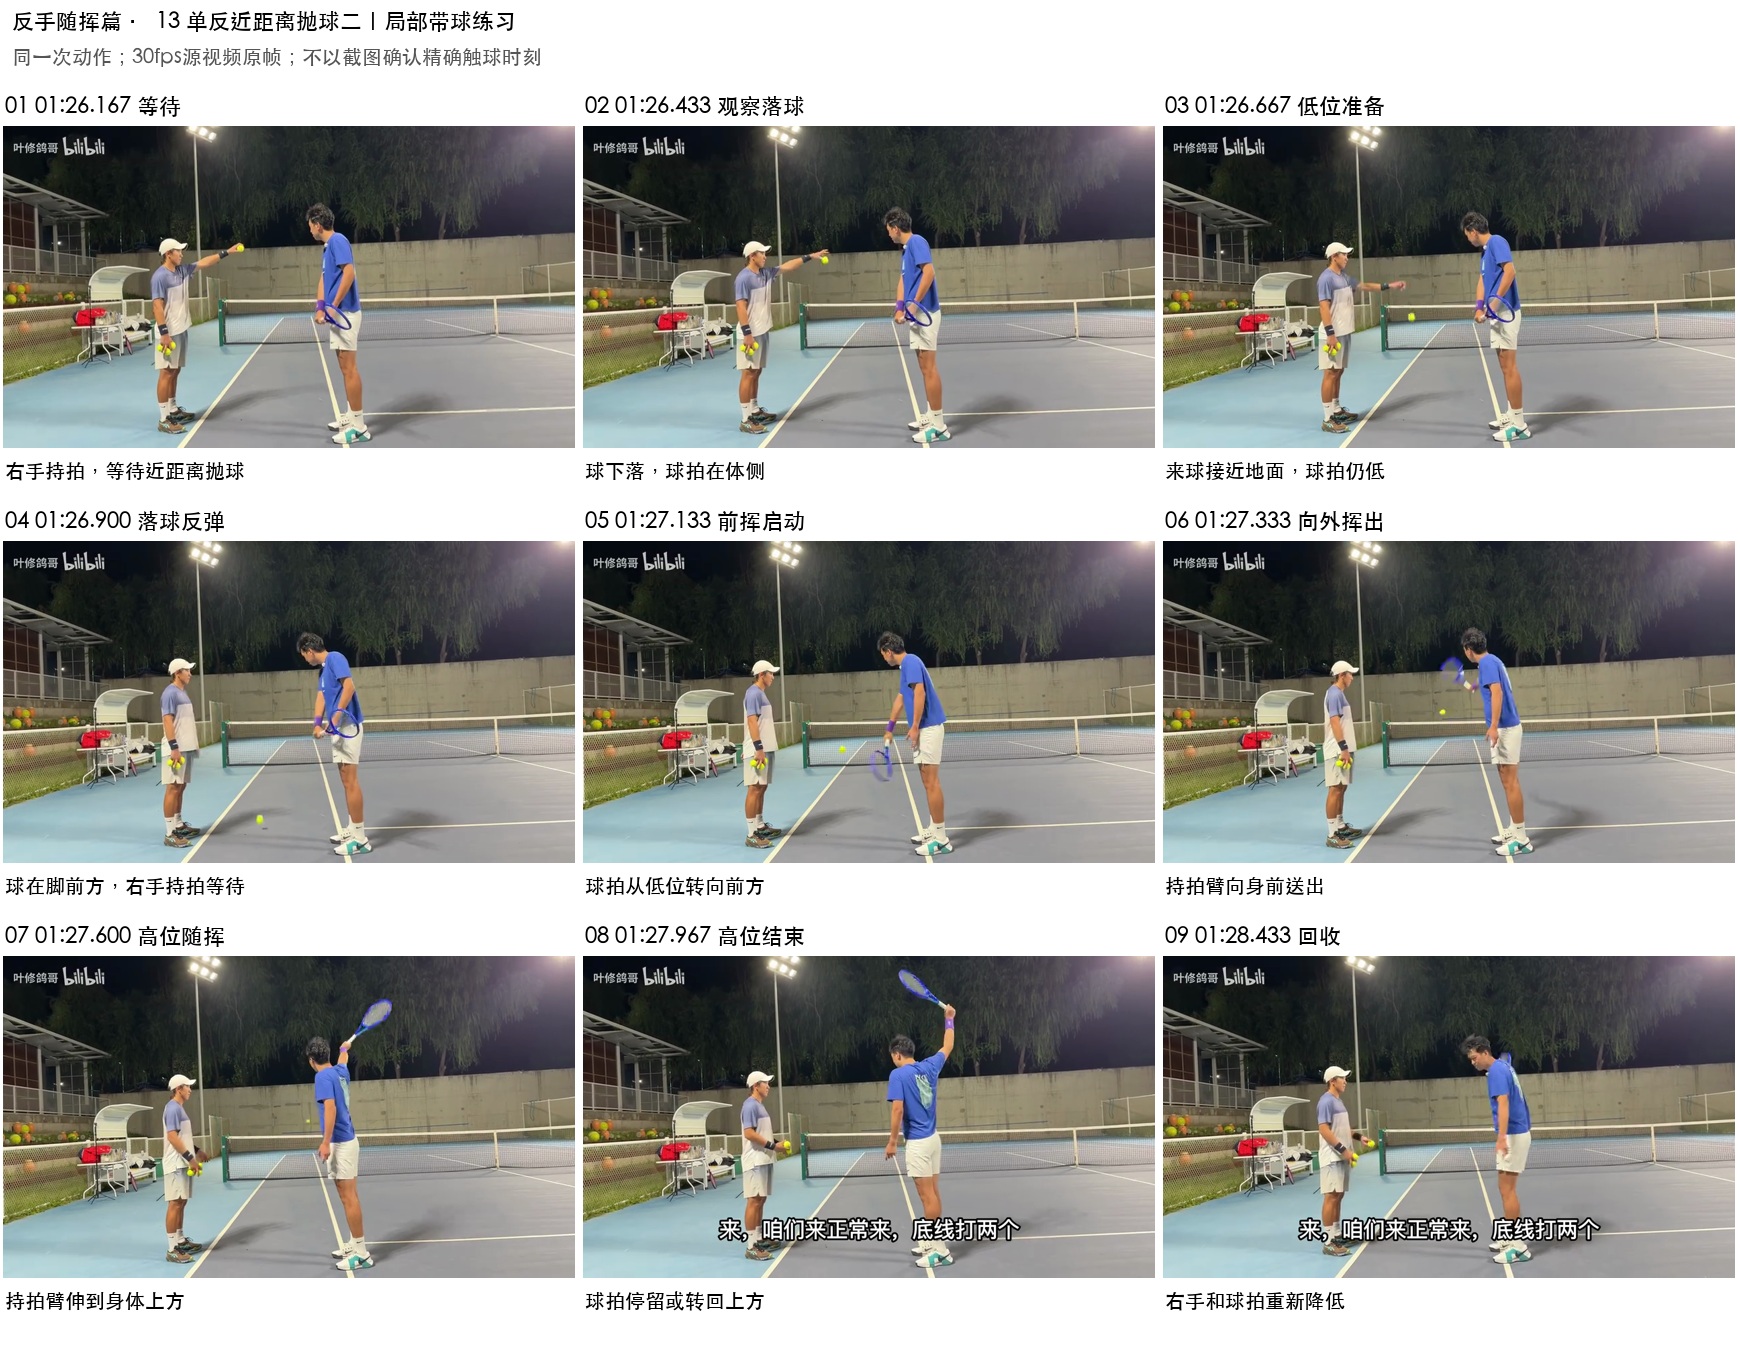 反手随挥篇· 13 单反近距离抛球二丨局部带球练习
同一次动作；30fps源视频原帧；不以截图确认精确触球时刻
01 01:26.167 等待
02 01:26.433 观察落球
03 01:26.667 低位准备
叶修鸽哥 bilibili
叶修鸽哥 bilibili
叶修鸽哥 bilibili
右手持拍，等待近距离抛球
球下落，球拍在体侧
来球接近地面，球拍仍低
04 01:26.900 落球反弹
05 01:27.133 前挥启动
06 01:27.333 向外挥出
叶修鸽哥 bilibili
叶修鸽哥 bilibili
叶修鸽哥 bilibili
球在脚前方，右手持拍等待
球拍从低位转向前方
持拍臂向身前送出
07 01:27.600 高位随挥
08 01:27.967 高位结束
09 01:28.433 回收
叶修鸽哥 bilibili
叶修鸽哥 bilibili
叶修鸽哥 bilibili
来，咱们来正常来，底线打两个
来，咱们来正常来，底线打两个
持拍臂伸到身体上方
球拍停留或转回上方
右手和球拍重新降低